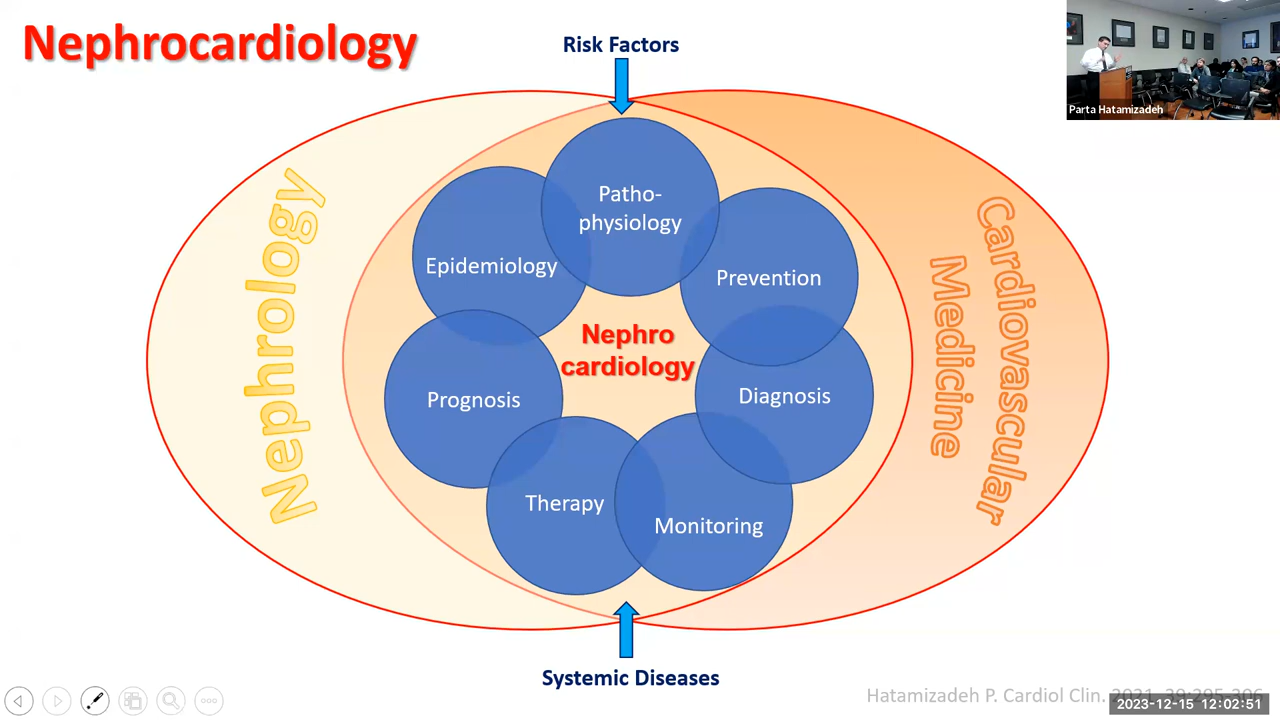 Nephrocardiology
Risk Factors
Parta Hatamizadeh
Nephrology
Cardiovascular
Medicine
Patho-
physiology
Epidemiology
Prevention
Nephro
cardiology
Prognosis
Diagnosis
Therapy
Monitoring
Systemic Diseases
Hatamizadeh P. Cardiol Clin. 2021. 39:295-306
2023-12-15 12:02:51